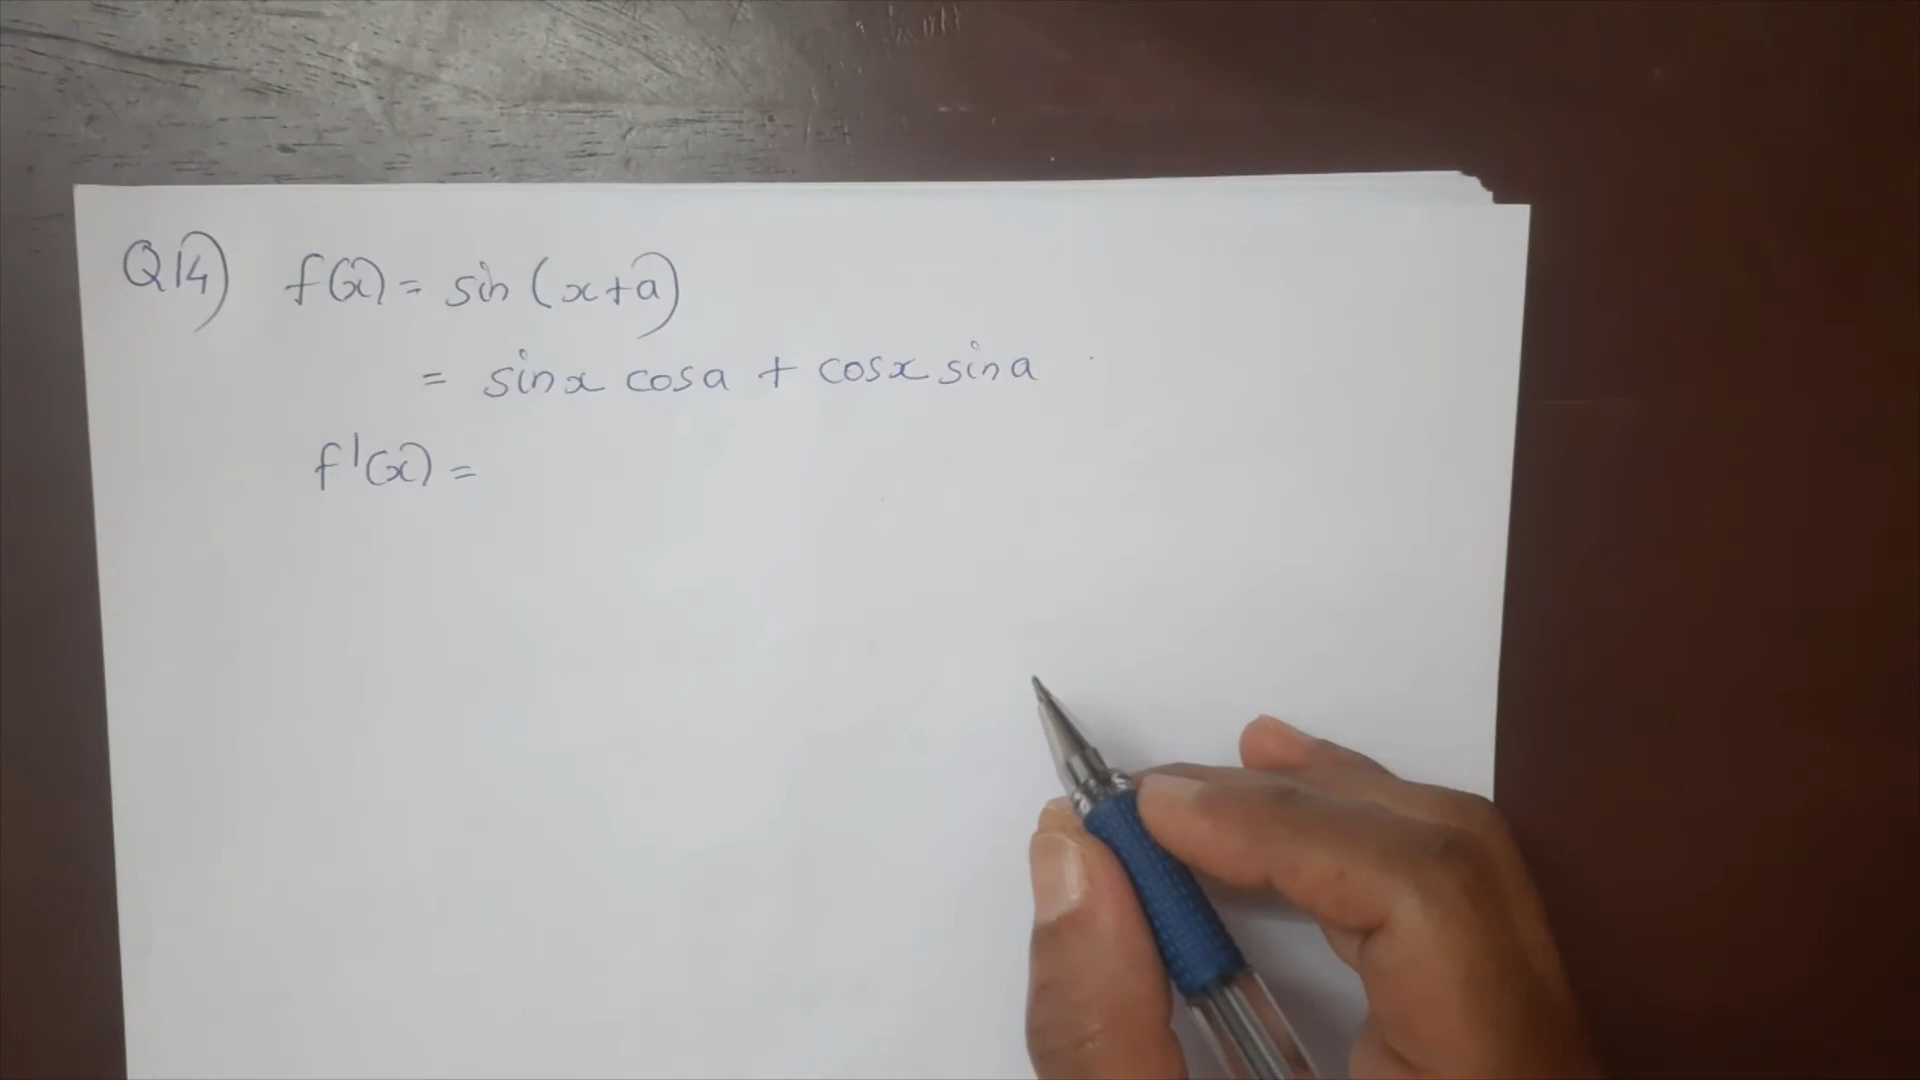 Q14) f(x) = sin (x+a)
= sinx cosa + cosx sina
f'(x) =